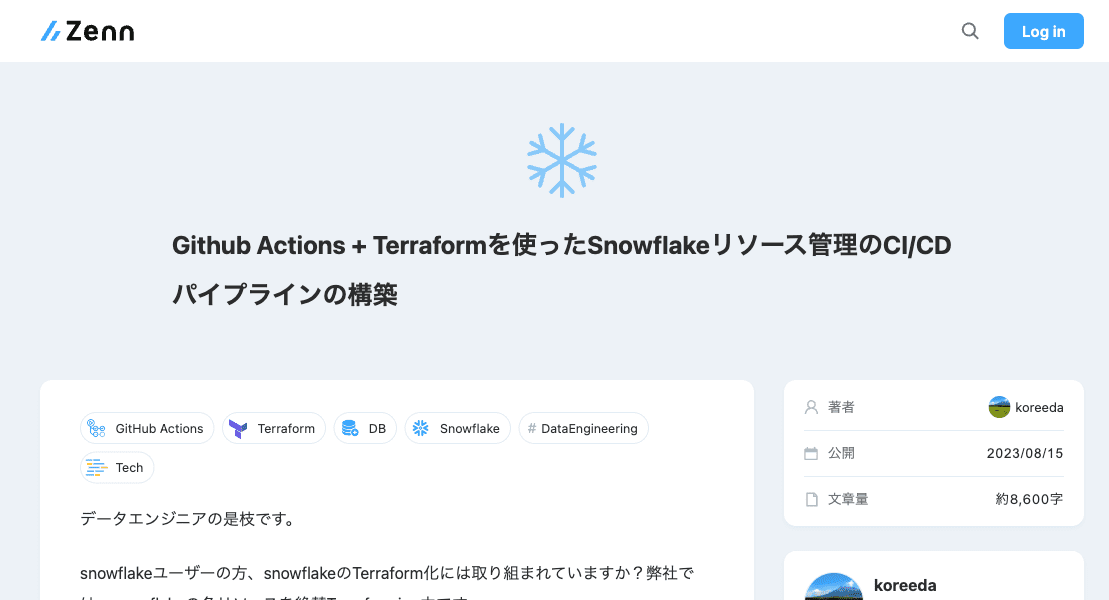 Zenn
Log in
Github Actions + Terraformを使ったSnowflakeリソース管理のCI/CD
パイプラインの構築
GitHub Actions
Terraform
DB
Snowflake
# DataEngineering
Tech
データエンジニアの是枝です。
snowflakeユーザーの方、snowflakeのTerraform化には取り組まれていますか？弊社で
著者
koreeda
公開
2023/08/15
文章量
約8,600字
koreeda